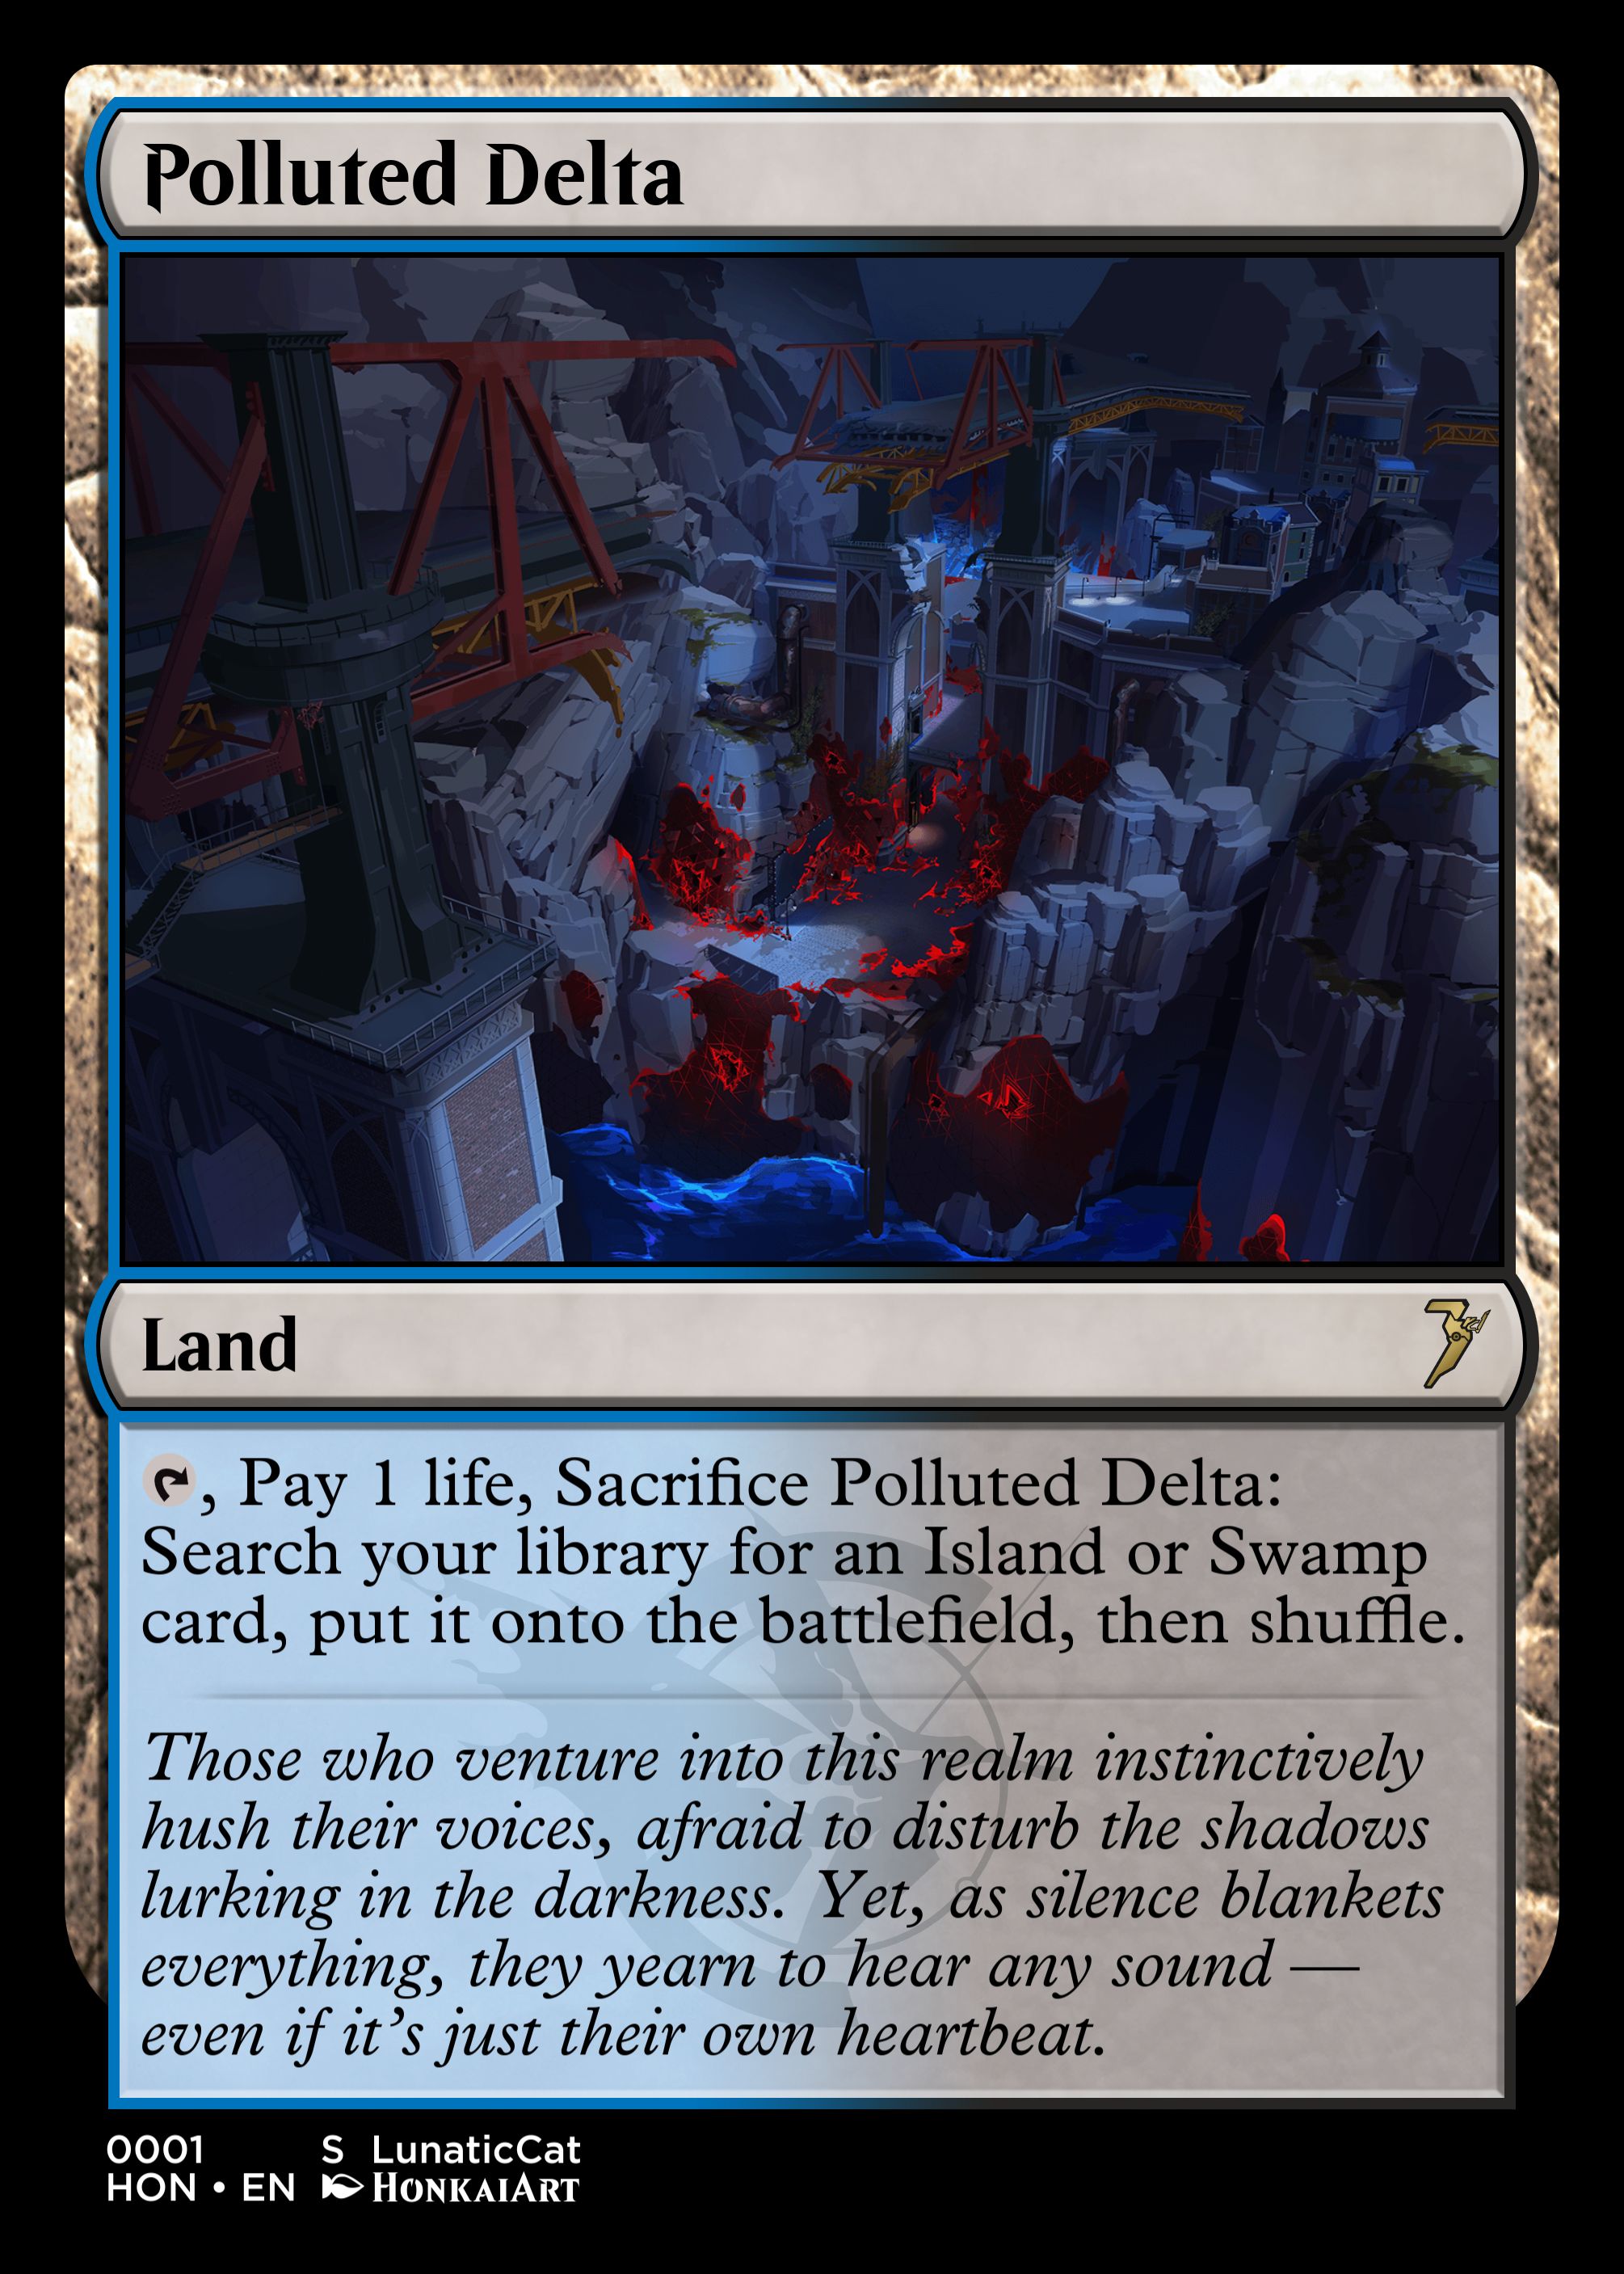 Polluted Delta
Land
, Pay 1 life, Sacrifice Polluted Delta:
Search your library for an Island or Swamp
card, put it onto the battlefield, then shuffle.
Those who venture into this realm instinctively
hush their voices, afraid to disturb the shadows
lurking in the darkness. Yet, as silence blankets
everything, they yearn to hear any sound —
even if it’s just their own heartbeat.
0001 S LunaticCat
HON • EN HonkaiArt